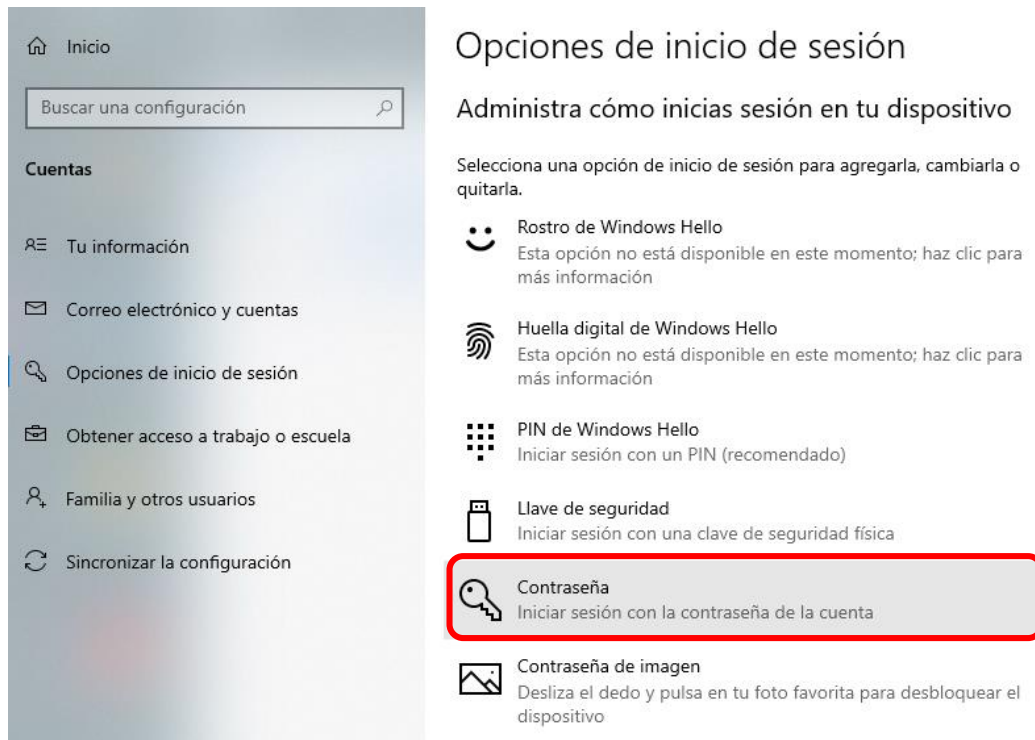 Inicio
Buscar una configuración
Cuentas
Tu información
Correo electrónico y cuentas
Opciones de inicio de sesión
Obtener acceso a trabajo o escuela
Familia y otros usuarios
Sincronizar la configuración
Opciones de inicio de sesión
Administra cómo inicias sesión en tu dispositivo
Selecciona una opción de inicio de sesión para agregarla, cambiarla o
quitarla.
Rostro de Windows Hello
Esta opción no está disponible en este momento; haz clic para
más información
Huella digital de Windows Hello
Esta opción no está disponible en este momento; haz clic para
más información
PIN de Windows Hello
Iniciar sesión con un PIN (recomendado)
Llave de seguridad
Iniciar sesión con una clave de seguridad física
Contraseña
Iniciar sesión con la contraseña de la cuenta
Contraseña de imagen
Desliza el dedo y pulsa en tu foto favorita para desbloquear el
dispositivo